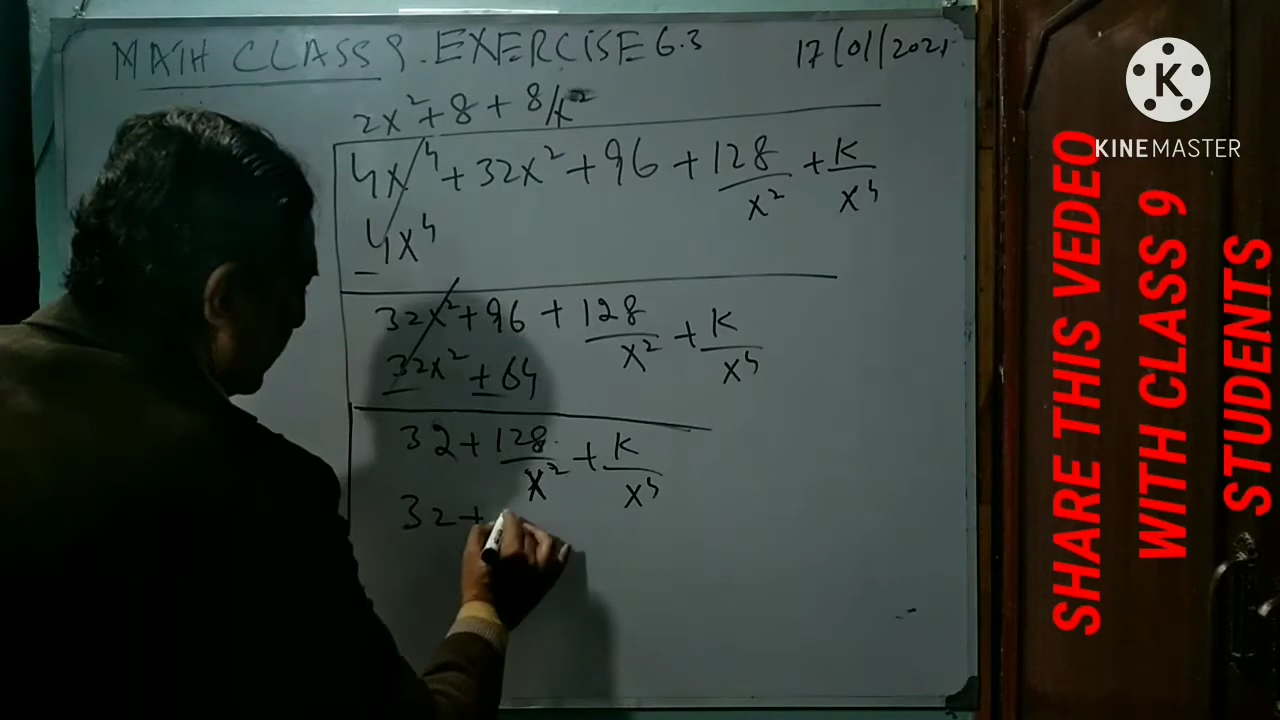 MATH CLASS 9. EXERCISE 6.3
17/01/2021
2x² + 8 + 8/x²
4x⁴ + 32x² + 96 + 128/x² + K/x⁴
4x⁴
32x² + 96 + 128/x² + K/x⁴
32x² + 64
32 + 128/x² + K/x⁴
32 +
K
KINEMASTER
SHARE THIS VEDEO
WITH CLASS 9
STUDENTS